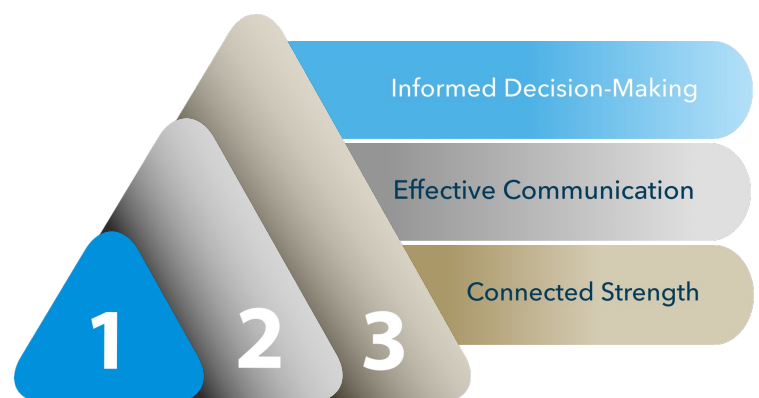 Informed Decision-Making
Effective Communication
Connected Strength
1 2 3